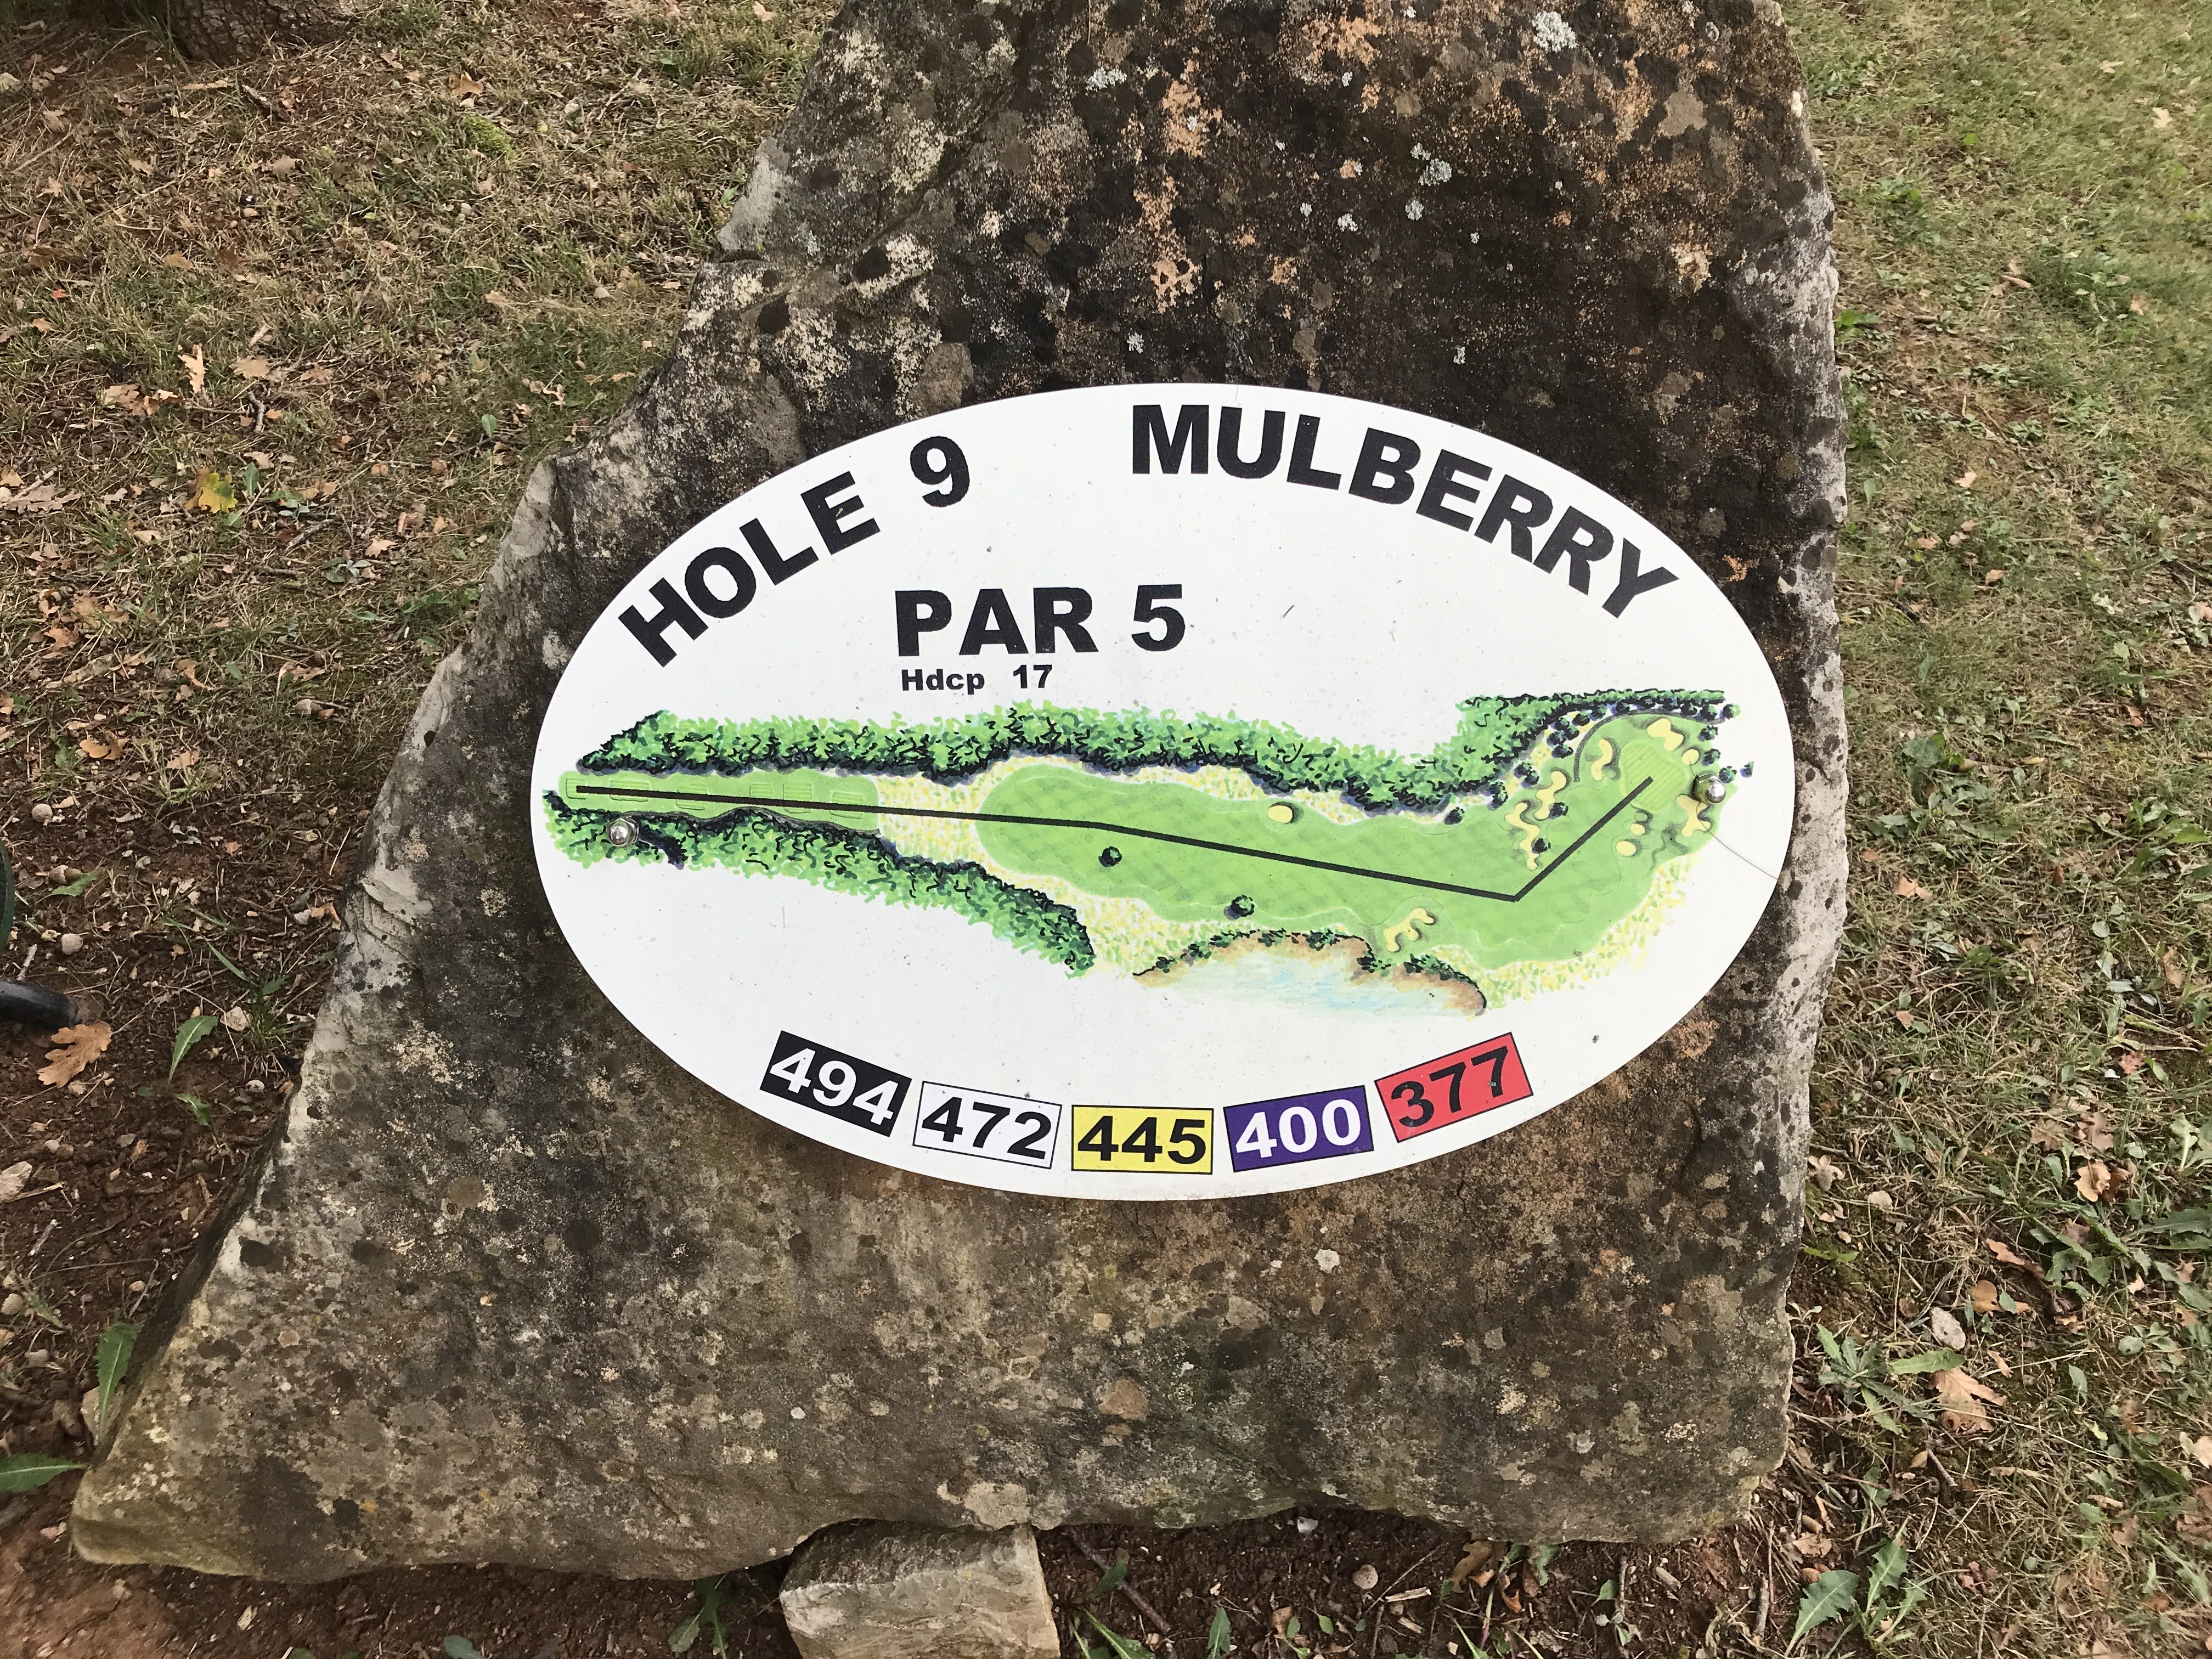 HOLE 9 MULBERRY
PAR 5
Hdcp 17
494 472 445 400 377